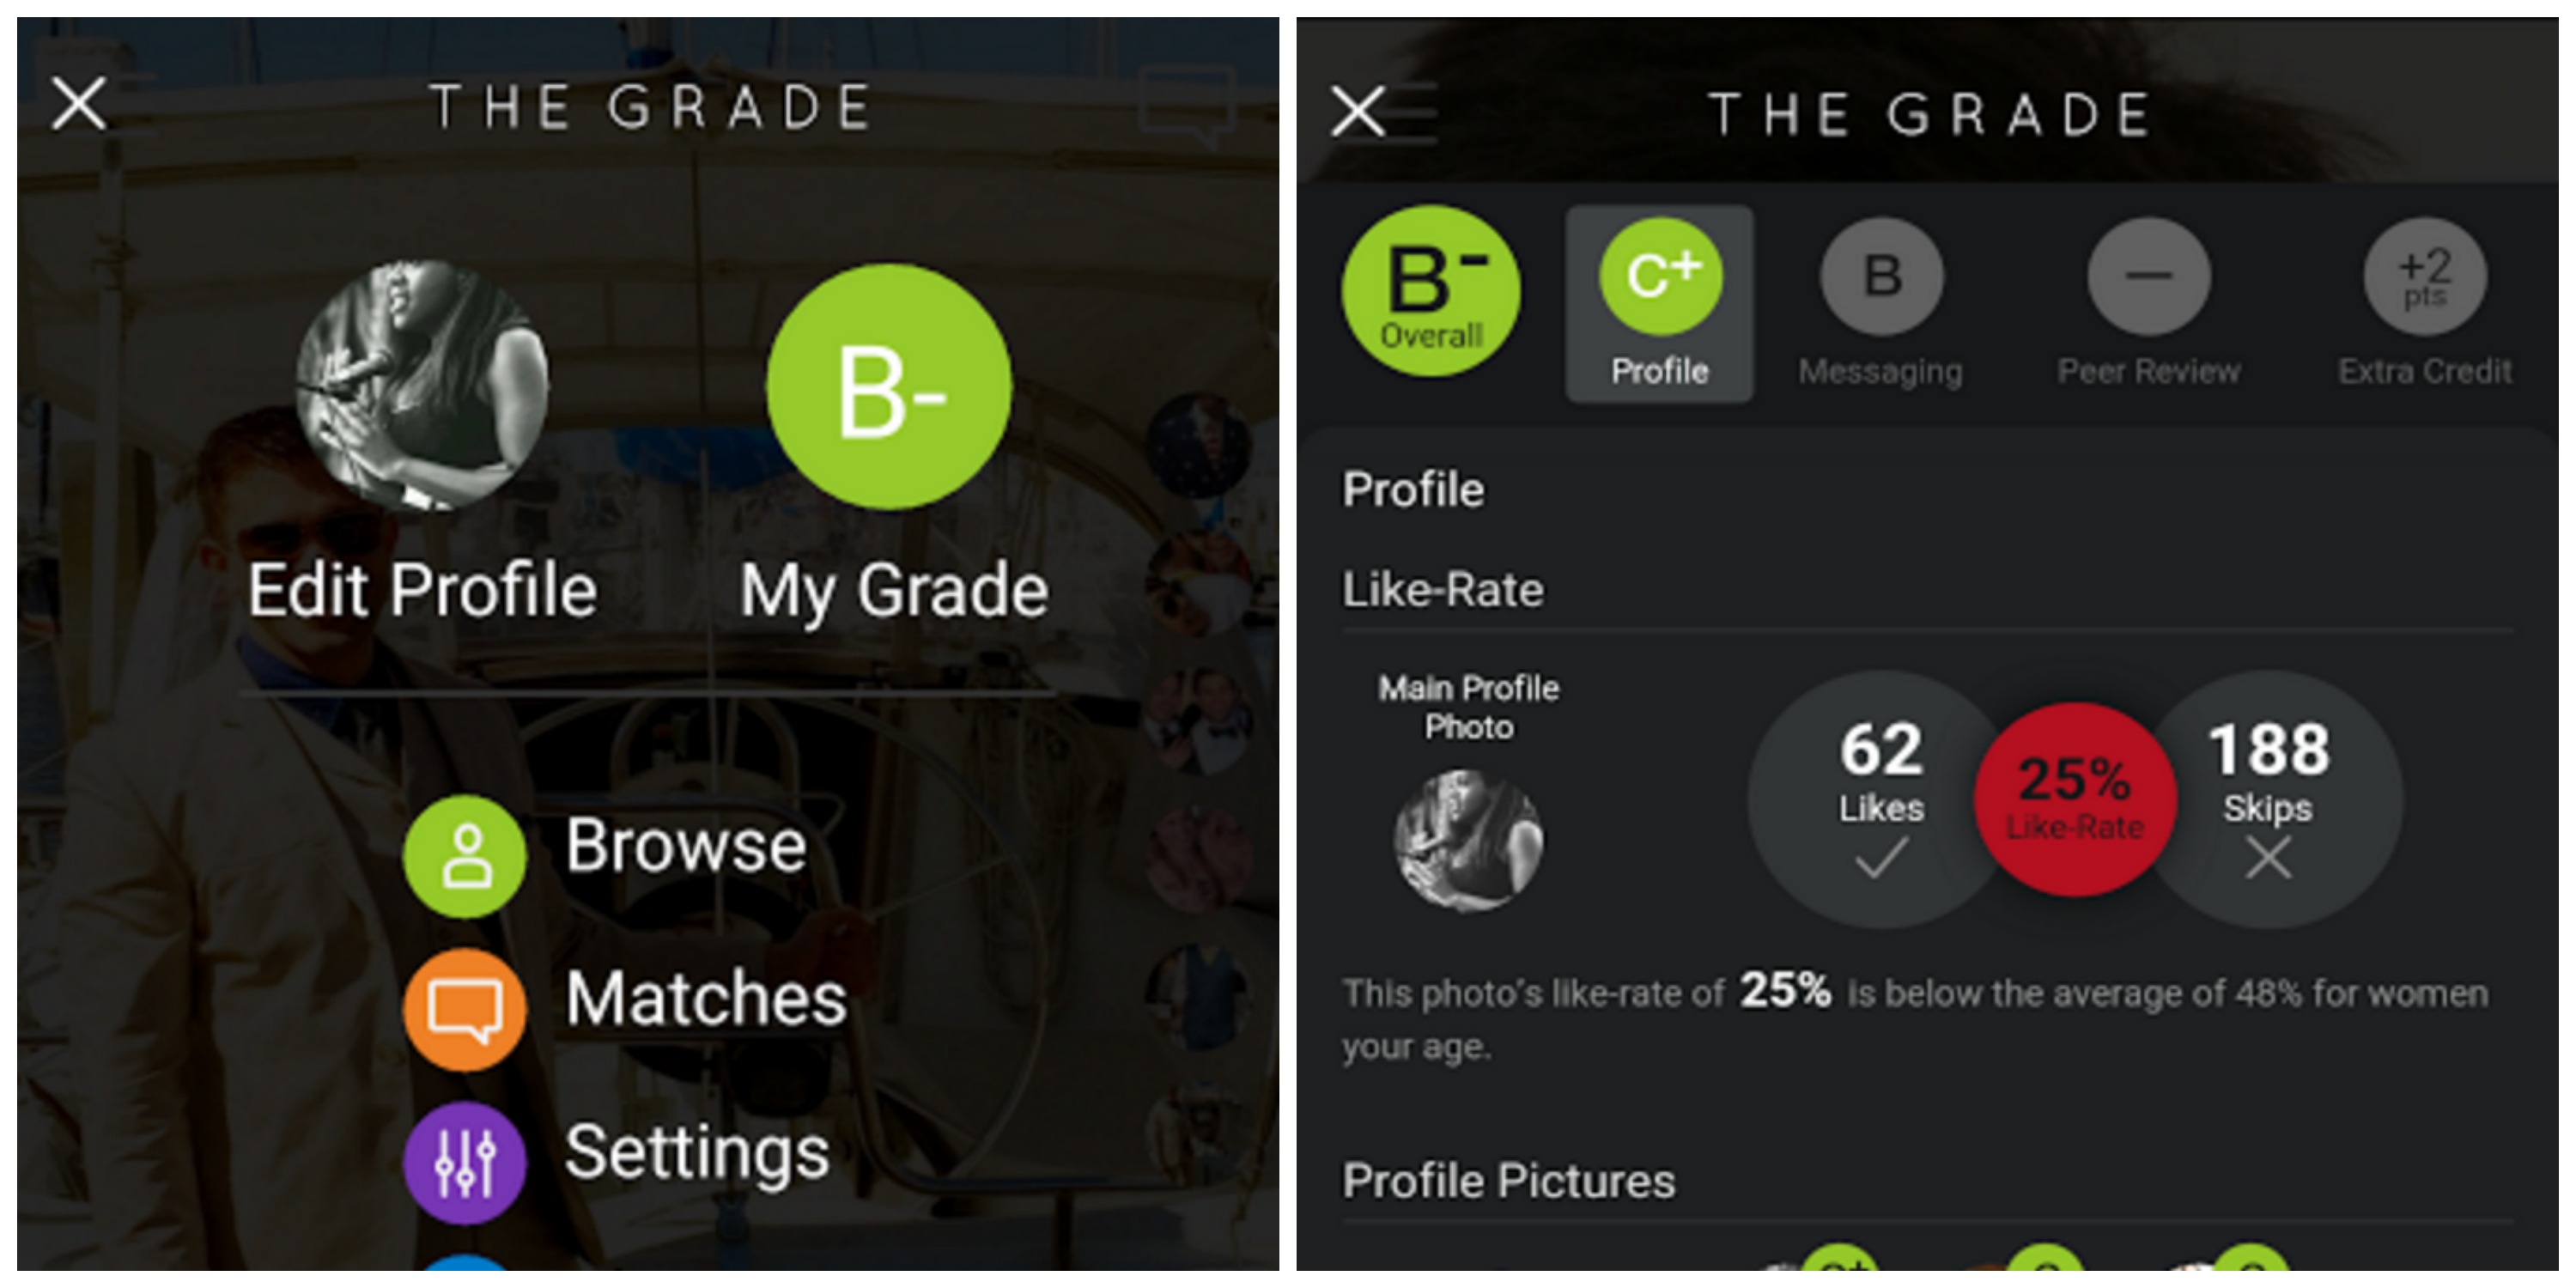 THE GRADE
B-
Edit Profile
My Grade
Browse
Matches
Settings
THE GRADE
B-
Overall
C+
Profile
B
Messaging
—
Peer Review
+2
pts
Extra Credit
Profile
Like-Rate
Main Profile
Photo
62
Likes
25%
Like-Rate
188
Skips
This photo's like-rate of 25% is below the average of 48% for women
your age.
Profile Pictures